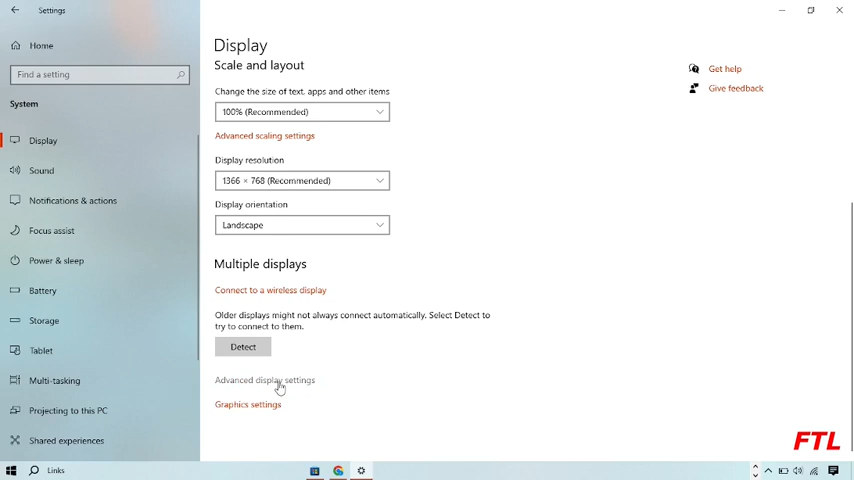 Settings
Home
Find a setting
System
Display
Sound
Notifications & actions
Focus assist
Power & sleep
Battery
Storage
Tablet
Multi-tasking
Projecting to this PC
Shared experiences
Display
Scale and layout
Change the size of text, apps and other items
100% (Recommended)
Advanced scaling settings
Display resolution
1366 × 768 (Recommended)
Display orientation
Landscape
Multiple displays
Connect to a wireless display
Older displays might not always connect automatically. Select Detect to
try to connect to them.
Detect
Advanced display settings
Graphics settings
Get help
Give feedback
FTL
Links